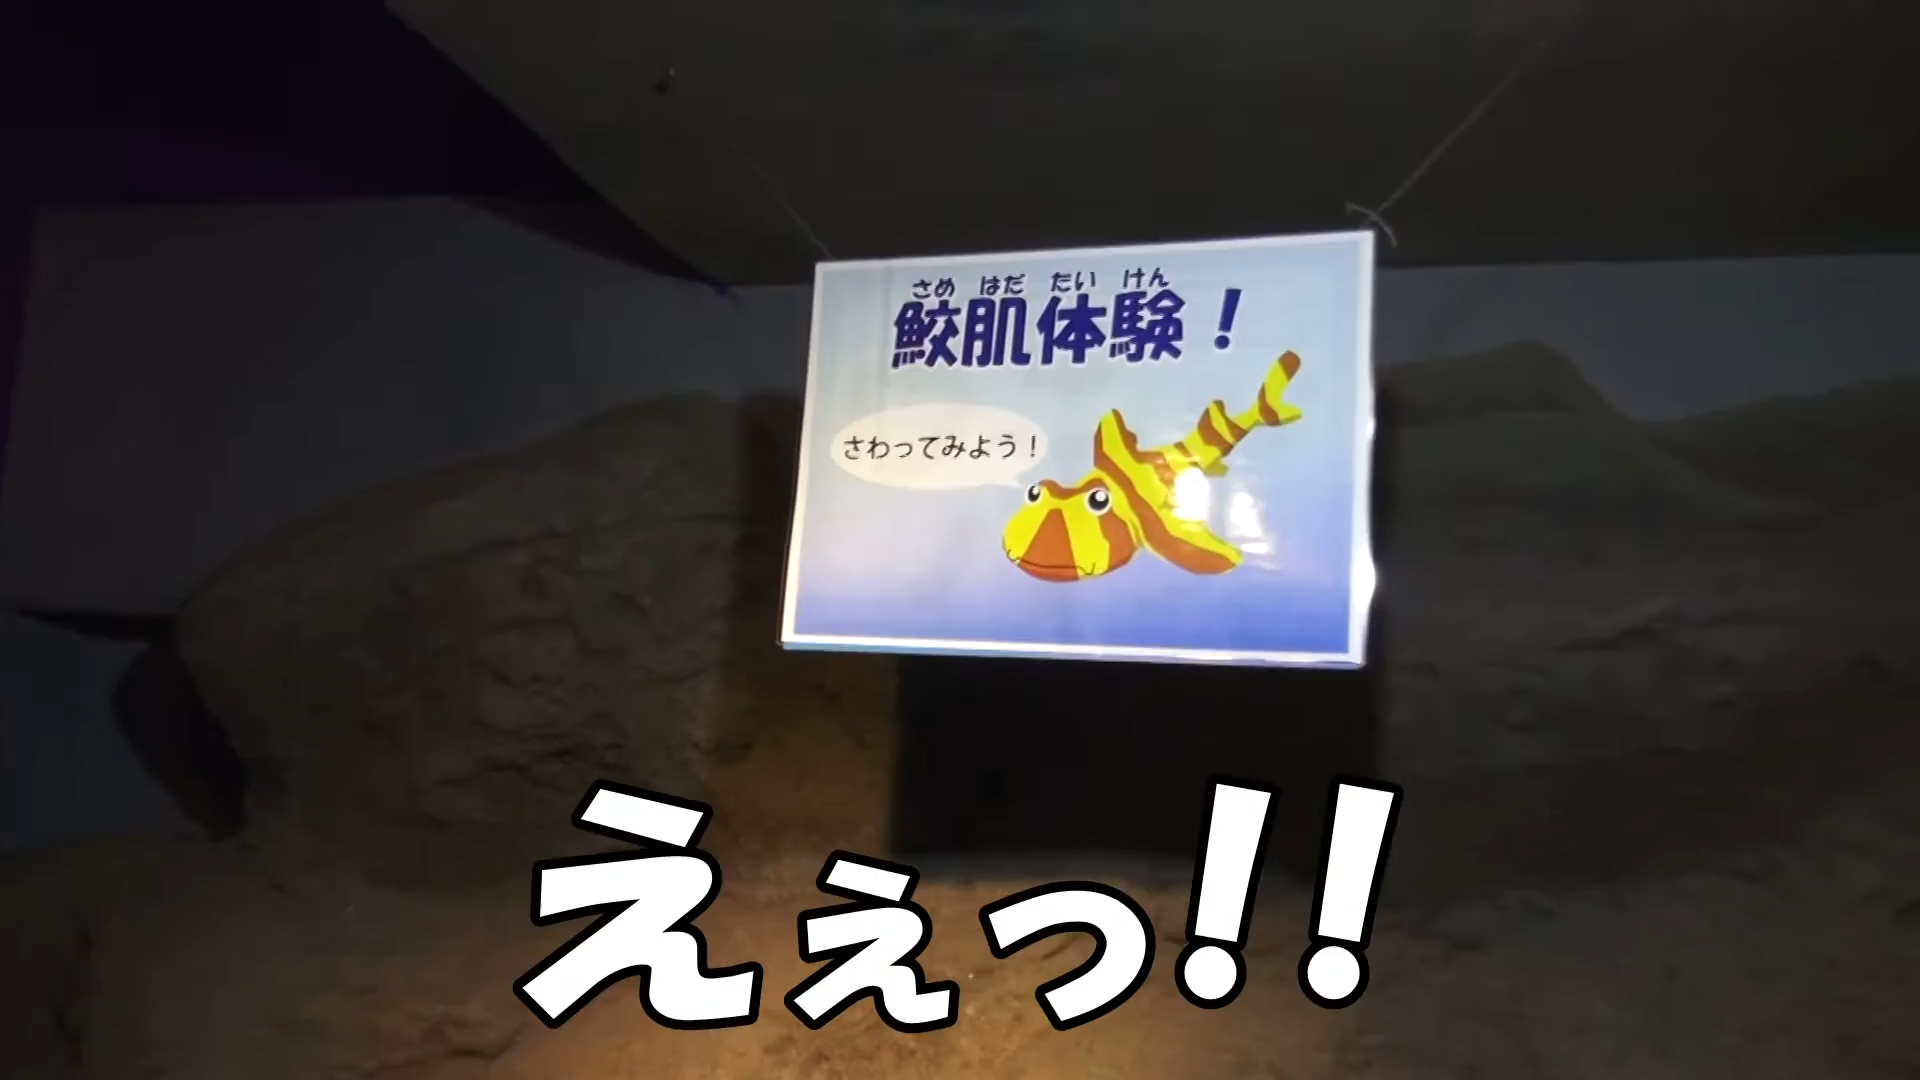 さめ はだ たい けん
鮫肌体験！
さわってみよう！
えぇっ!!